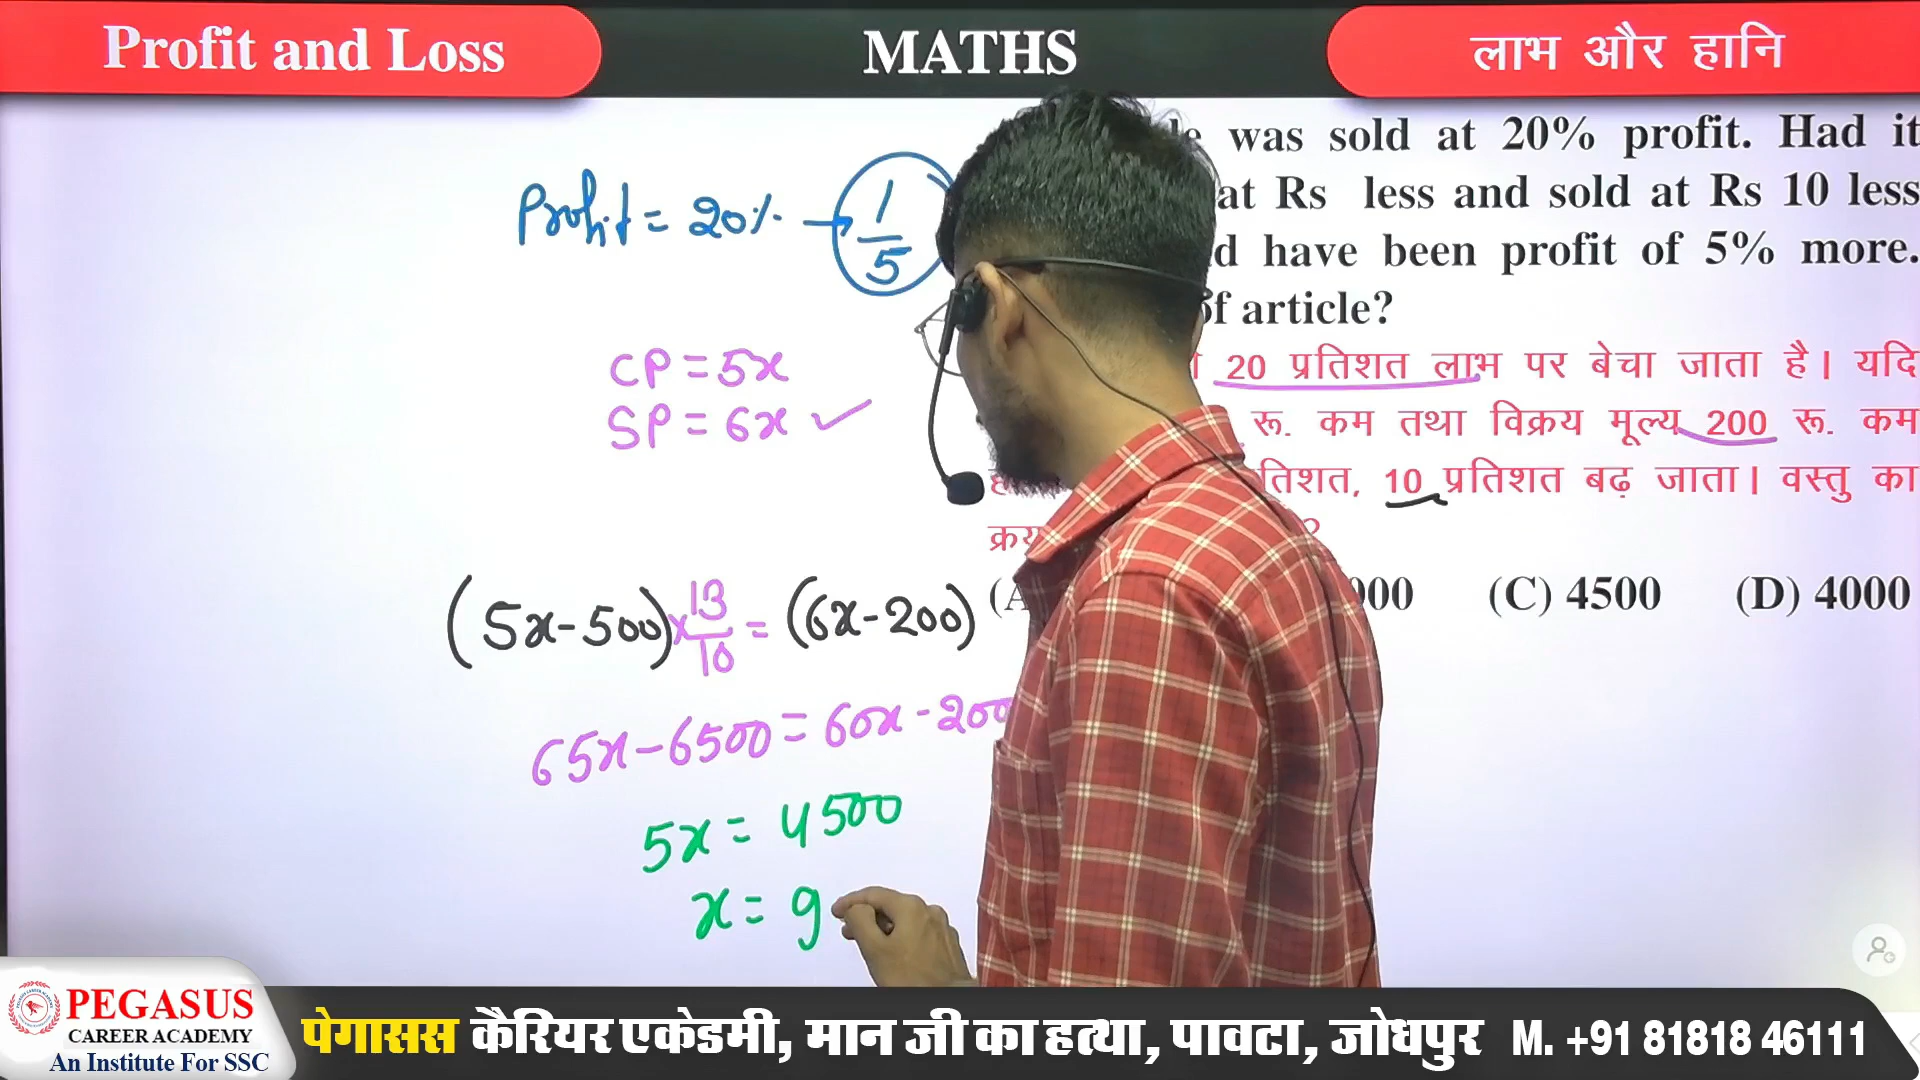 Profit and Loss
MATHS
लाभ और हानि
was sold at 20% profit. Had it
at Rs less and sold at Rs 10 less
have been profit of 5% more.
of article?
20 प्रतिशत लाभ पर बेचा जाता है। यदि
रू. कम तथा विक्रय मूल्य 200 रू. कम
10 प्रतिशत बढ़ जाता। वस्तु का
(C) 4500 (D) 4000
Profit = 20% → 1/5
CP = 5x
SP = 6x ✓
(5x-500) × 13/10 = (6x-200)
65x - 6500 = 60x - 200
5x = 4500
x = 9
PEGASUS
CAREER ACADEMY
An Institute For SSC
पेगासस कैरियर एकेडमी, मान जी का हत्था, पावटा, जोधपुर M. +91 81818 46111